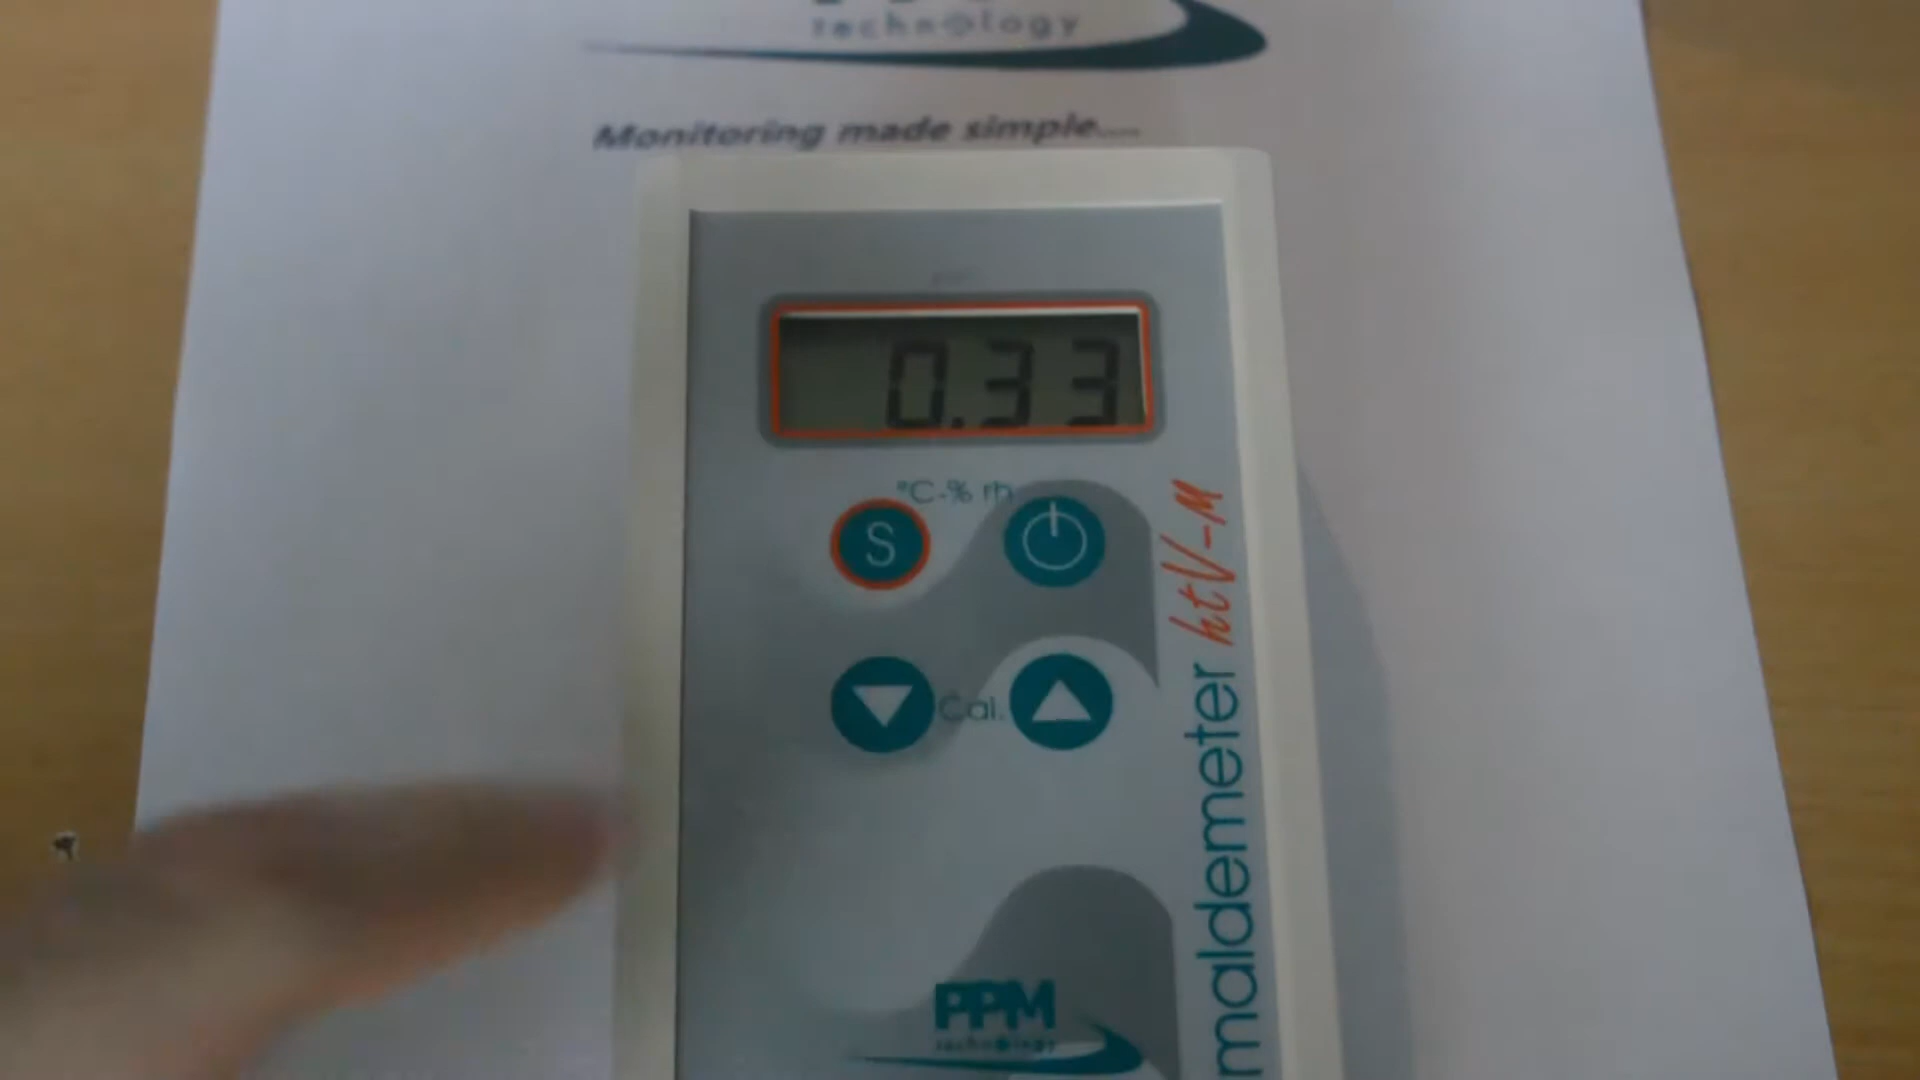 technology
Monitoring made simple.....
0.33
°C-% rh
S
Cal.
maldemeter htV-M
PPM
technology